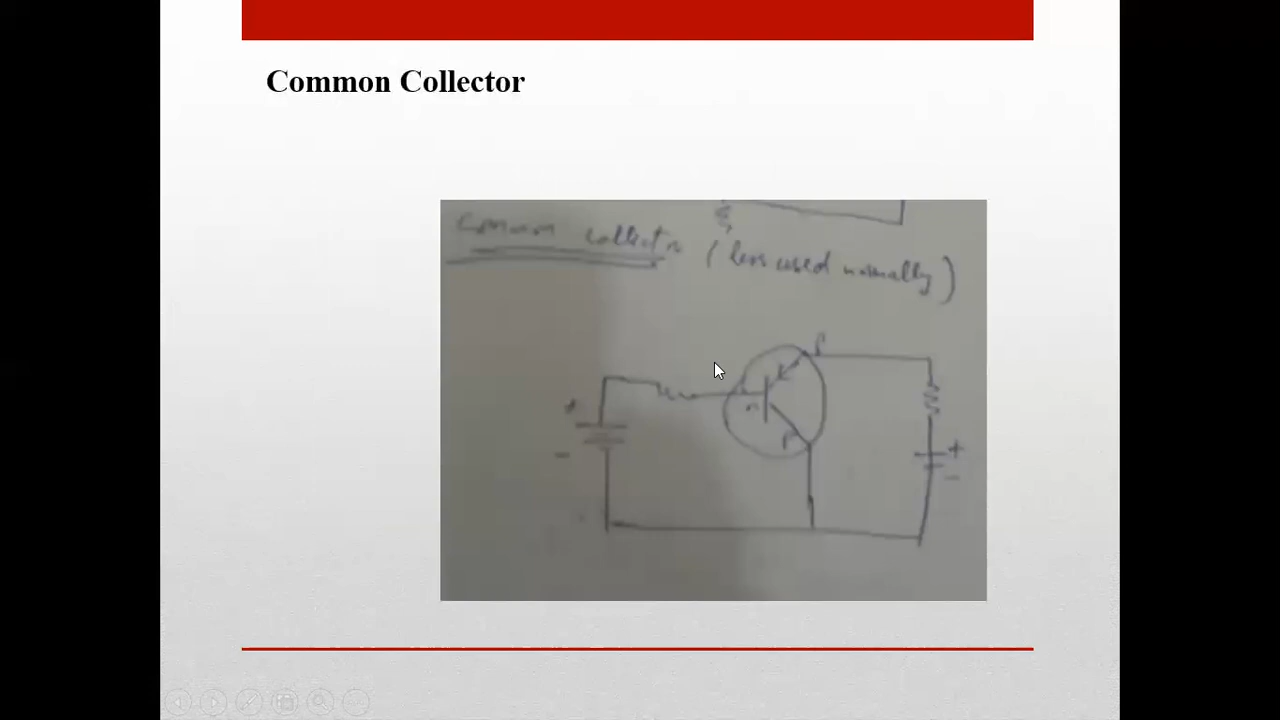 Common Collector
Common collector (less used normally)
P
+
n
P
+
-
-